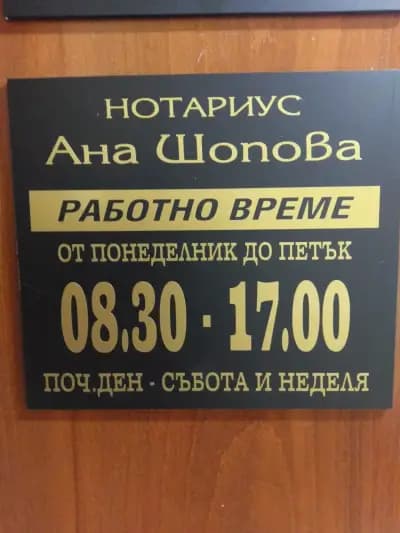 НОТАРИУС
Ана Шопова
РАБОТНО ВРЕМЕ
ОТ ПОНЕДЕЛНИК ДО ПЕТЪК
08.30 - 17.00
ПОЧ.ДЕН - СЪБОТА И НЕДЕЛЯ